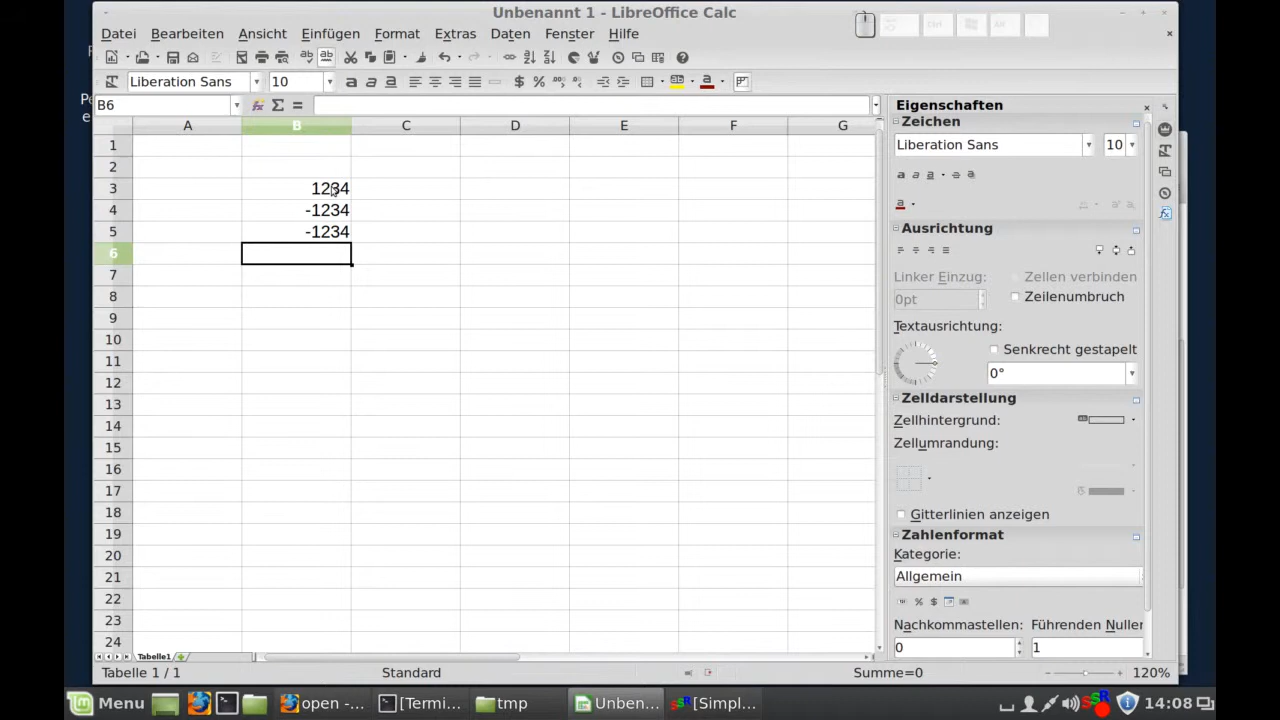 Unbenannt 1 - LibreOffice Calc
Datei Bearbeiten Ansicht Einfügen Format Extras Daten Fenster Hilfe
Liberation Sans 10
B6
Eigenschaften
A B C D E F G
Zeichen
Liberation Sans 10
1
2
3 1234
4 -1234
5 -1234
6
7
8
9
10
11
12
13
14
15
16
17
18
19
20
21
22
23
24
Ausrichtung
Linker Einzug: Zellen verbinden
0pt Zeilenumbruch
Textausrichtung:
Senkrecht gestapelt
0°
Zelldarstellung
Zellhintergrund:
Zellumrandung:
Gitterlinien anzeigen
Zahlenformat
Kategorie:
Allgemein
Nachkommastellen: Führenden Nuller
0 1
Tabelle1
Tabelle 1 / 1 Standard Summe=0 120%
Menu open -... [Termi... tmp Unben... [Simpl... 14:08